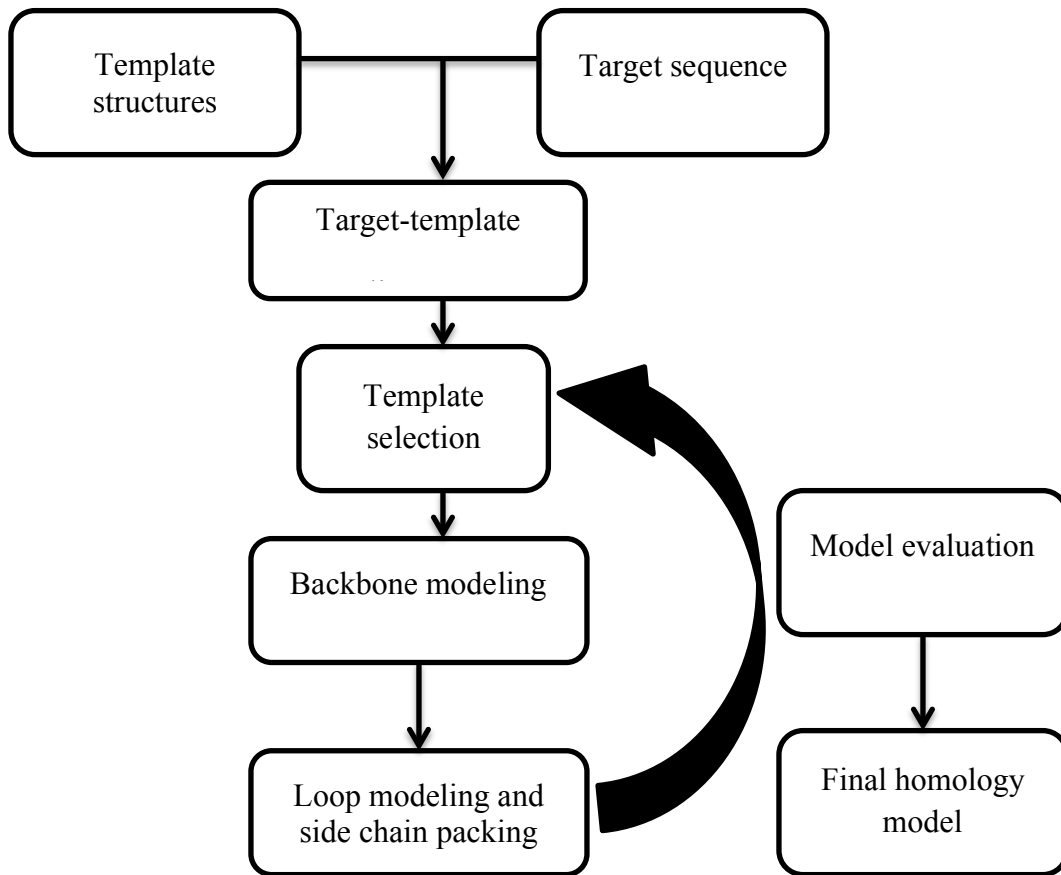 Template
structures
Target sequence
Target-template
Template
selection
Backbone modeling
Model evaluation
Loop modeling and
side chain packing
Final homology
model